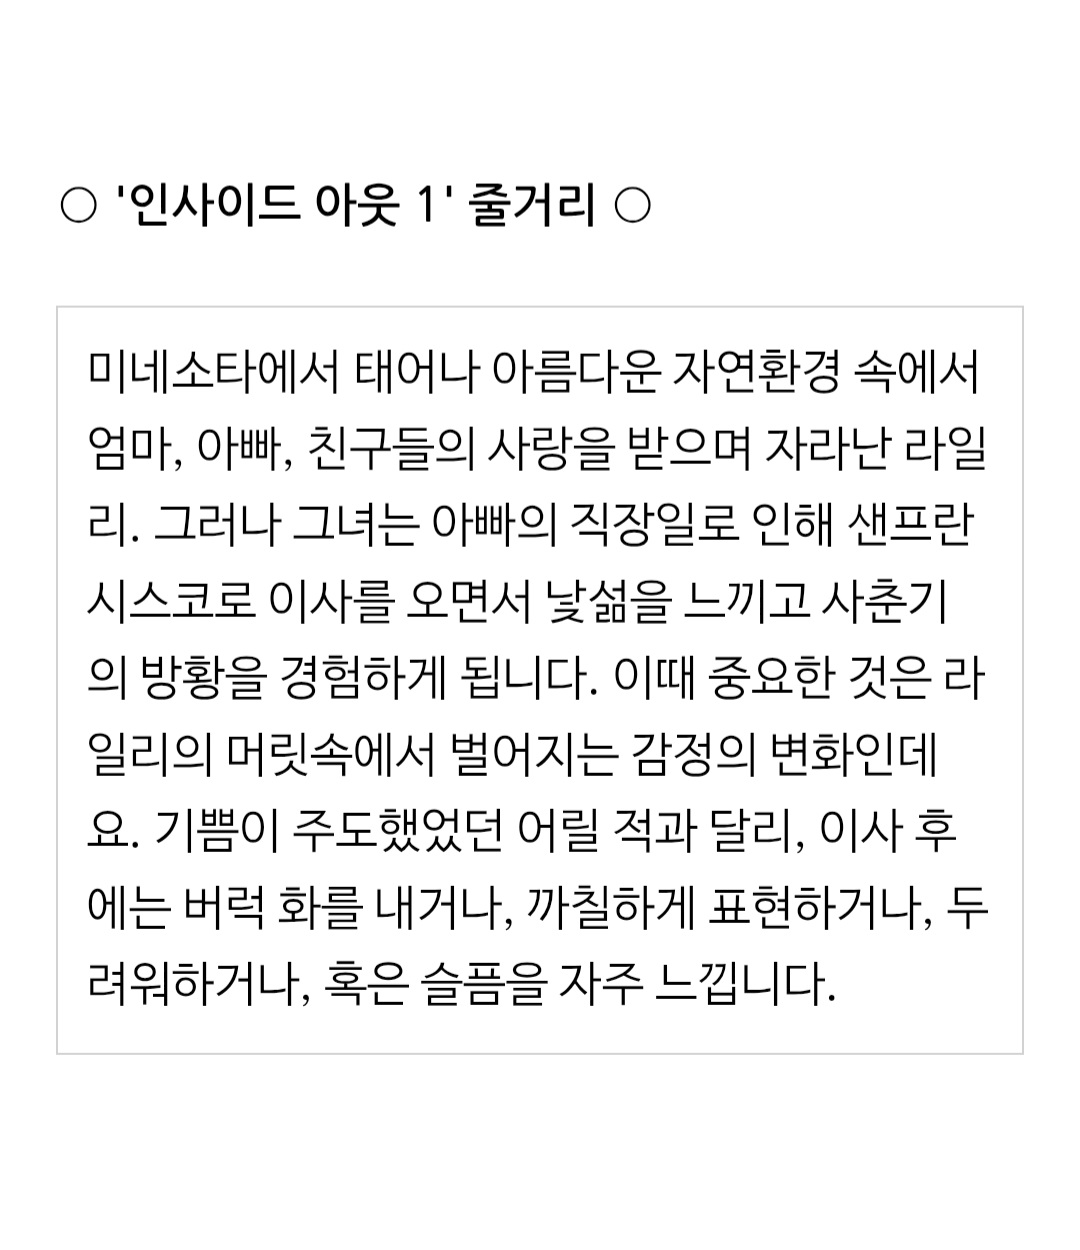 ○ '인사이드 아웃 1' 줄거리 ○
미네소타에서 태어나 아름다운 자연환경 속에서
엄마, 아빠, 친구들의 사랑을 받으며 자라난 라일
리. 그러나 그녀는 아빠의 직장일로 인해 샌프란
시스코로 이사를 오면서 낯섦을 느끼고 사춘기
의 방황을 경험하게 됩니다. 이때 중요한 것은 라
일리의 머릿속에서 벌어지는 감정의 변화인데
요. 기쁨이 주도했었던 어릴 적과 달리, 이사 후
에는 버럭 화를 내거나, 까칠하게 표현하거나, 두
려워하거나, 혹은 슬픔을 자주 느낍니다.